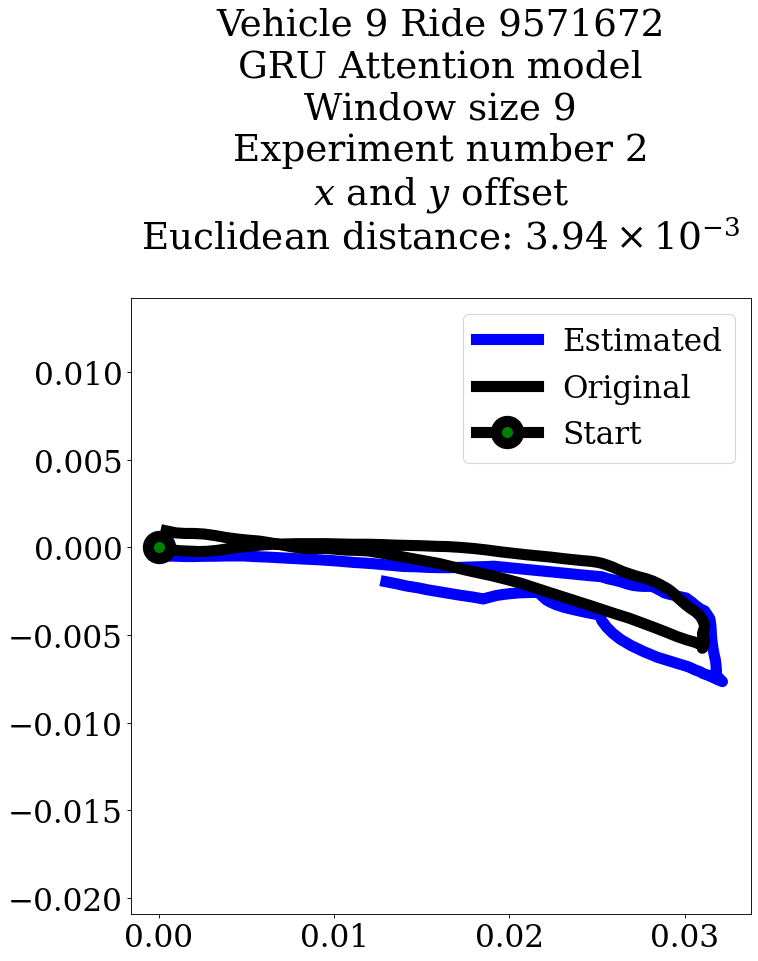 Vehicle 9 Ride 9571672
GRU Attention model
Window size 9
Experiment number 2
x and y offset
Euclidean distance: 3.94 × 10⁻³
Estimated
Original
Start
0.010
0.005
0.000
−0.005
−0.010
−0.015
−0.020
0.00 0.01 0.02 0.03